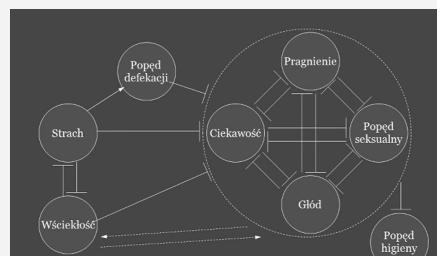 Popęd
defekacji
Pragnienie
Strach
Ciekawość
Popęd
seksualny
Głód
Wściekłość
Popęd
higieny